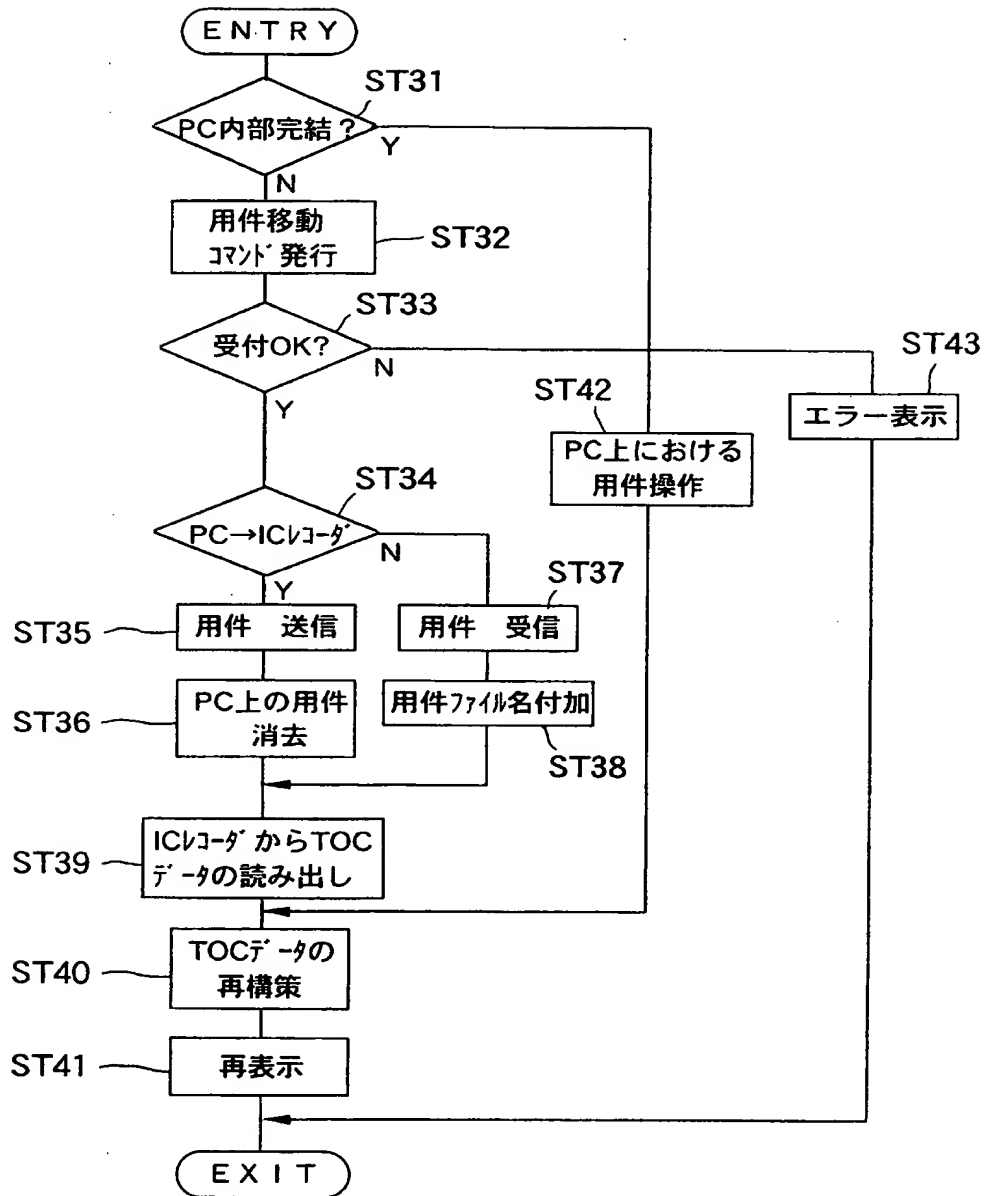 ENTRY
ST31
PC内部完結?
Y
N
用件移動
コマンド発行
ST32
ST33
受付OK?
N
Y
ST43
エラー表示
ST42
PC上における
用件操作
ST34
PC→ICレコーダ
N
Y
ST37
ST35
用件 送信
用件 受信
ST36
PC上の用件
消去
用件ファイル名付加
ST38
ST39
ICレコーダからTOC
データの読み出し
ST40
TOCデータの
再構策
ST41
再表示
EXIT